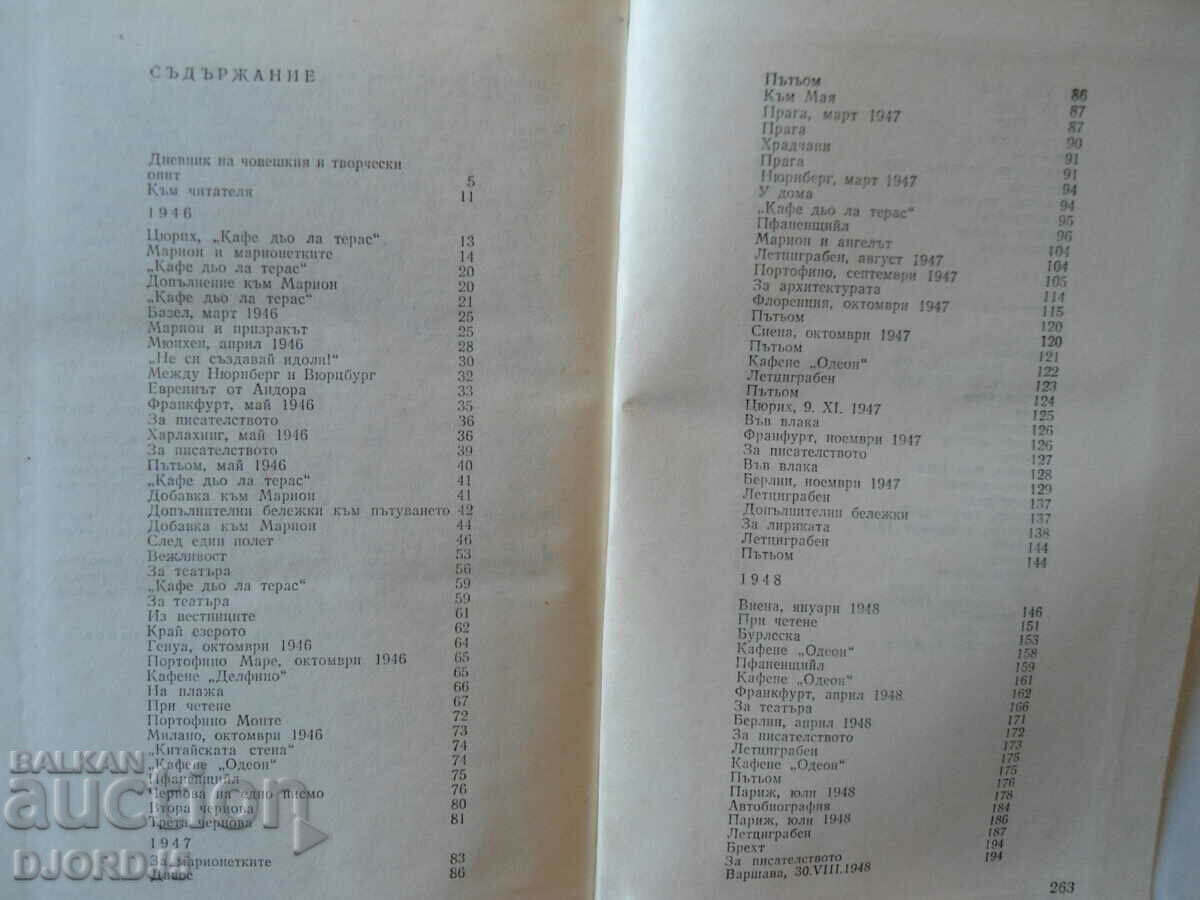 СЪДЪРЖАНИЕ
Дневник на човешкия и творчески
опит 5
Към читателя 11
1946
Цюрих, „Кафе дьо ла терас“ 13
Марион и марионетките 14
„Кафе дьо ла терас“ 20
Допълнение към Марион 20
„Кафе дьо ла терас“ 21
Базел, март 1946 25
Марион и призракът 25
Мюнхен, април 1946 28
„Не си създавай идоли!“ 30
Между Нюрнберг и Вюрцбург 32
Евреинът от Андора 33
Франкфурт, май 1946 35
За писателството 36
Харлахинг, май 1946 36
За писателството 39
Пътьом, май 1946 40
„Кафе дьо ла терас“ 41
Добавка към Марион 41
Допълнителни бележки към пътуването 42
Добавка към Марион 44
След един полет 46
Вежливост 53
За театъра 56
„Кафе дьо ла терас“ 59
За театъра 59
Из вестниците 61
Край езерото 62
Генуа, октомври 1946 64
Портофино Маре, октомври 1946 65
Кафене „Делфино“ 65
На плажа 66
При четене 67
Портофино Монте 72
Милано, октомври 1946 73
„Китайската стена“ 74
„Кафене „Одеон“ 74
Пфаненщийл 75
Чернова на едно писмо 76
Втора чернова 80
Трета чернова 81
1947
За марионетките 83
Давос 86
Пътьом 86
Към Мая 87
Прага, март 1947 87
Прага 90
Храдчани 91
Прага 91
Нюрнберг, март 1947 94
У дома 94
„Кафе дьо ла терас“ 95
Пфаненщийл 96
Марион и ангелът 104
Летциграбен, август 1947 104
Портофино, септември 1947 105
За архитектурата 114
Флоренция, октомври 1947 115
Пътьом 120
Сиена, октомври 1947 120
Пътьом 121
Кафене „Одеон“ 122
Летциграбен 123
Пътьом 124
Цюрих, 9. XI. 1947 125
Във влака 126
Франфурт, ноември 1947 126
За писателството 127
Във влака 128
Берлин, ноември 1947 129
Летциграбен 137
Допълнителни бележки 137
За лириката 138
Летциграбен 144
Пътьом 144
1948
Виена, януари 1948 146
При четене 151
Бурлеска 153
Кафене „Одеон“ 158
Пфаненщийл 159
Кафене „Одеон“ 161
Франкфурт, април 1948 162
За театъра 166
Берлин, април 1948 171
За писателството 172
Летциграбен 173
Кафене „Одеон“ 175
Пътьом 175
Париж, юли 1948 176
Автобиография 178
Париж, юли 1948 184
Летциграбен 186
Брехт 187
За писателството 194
Варшава, 30.VIII.1948 194
263
BALKAN
auction
DJORD